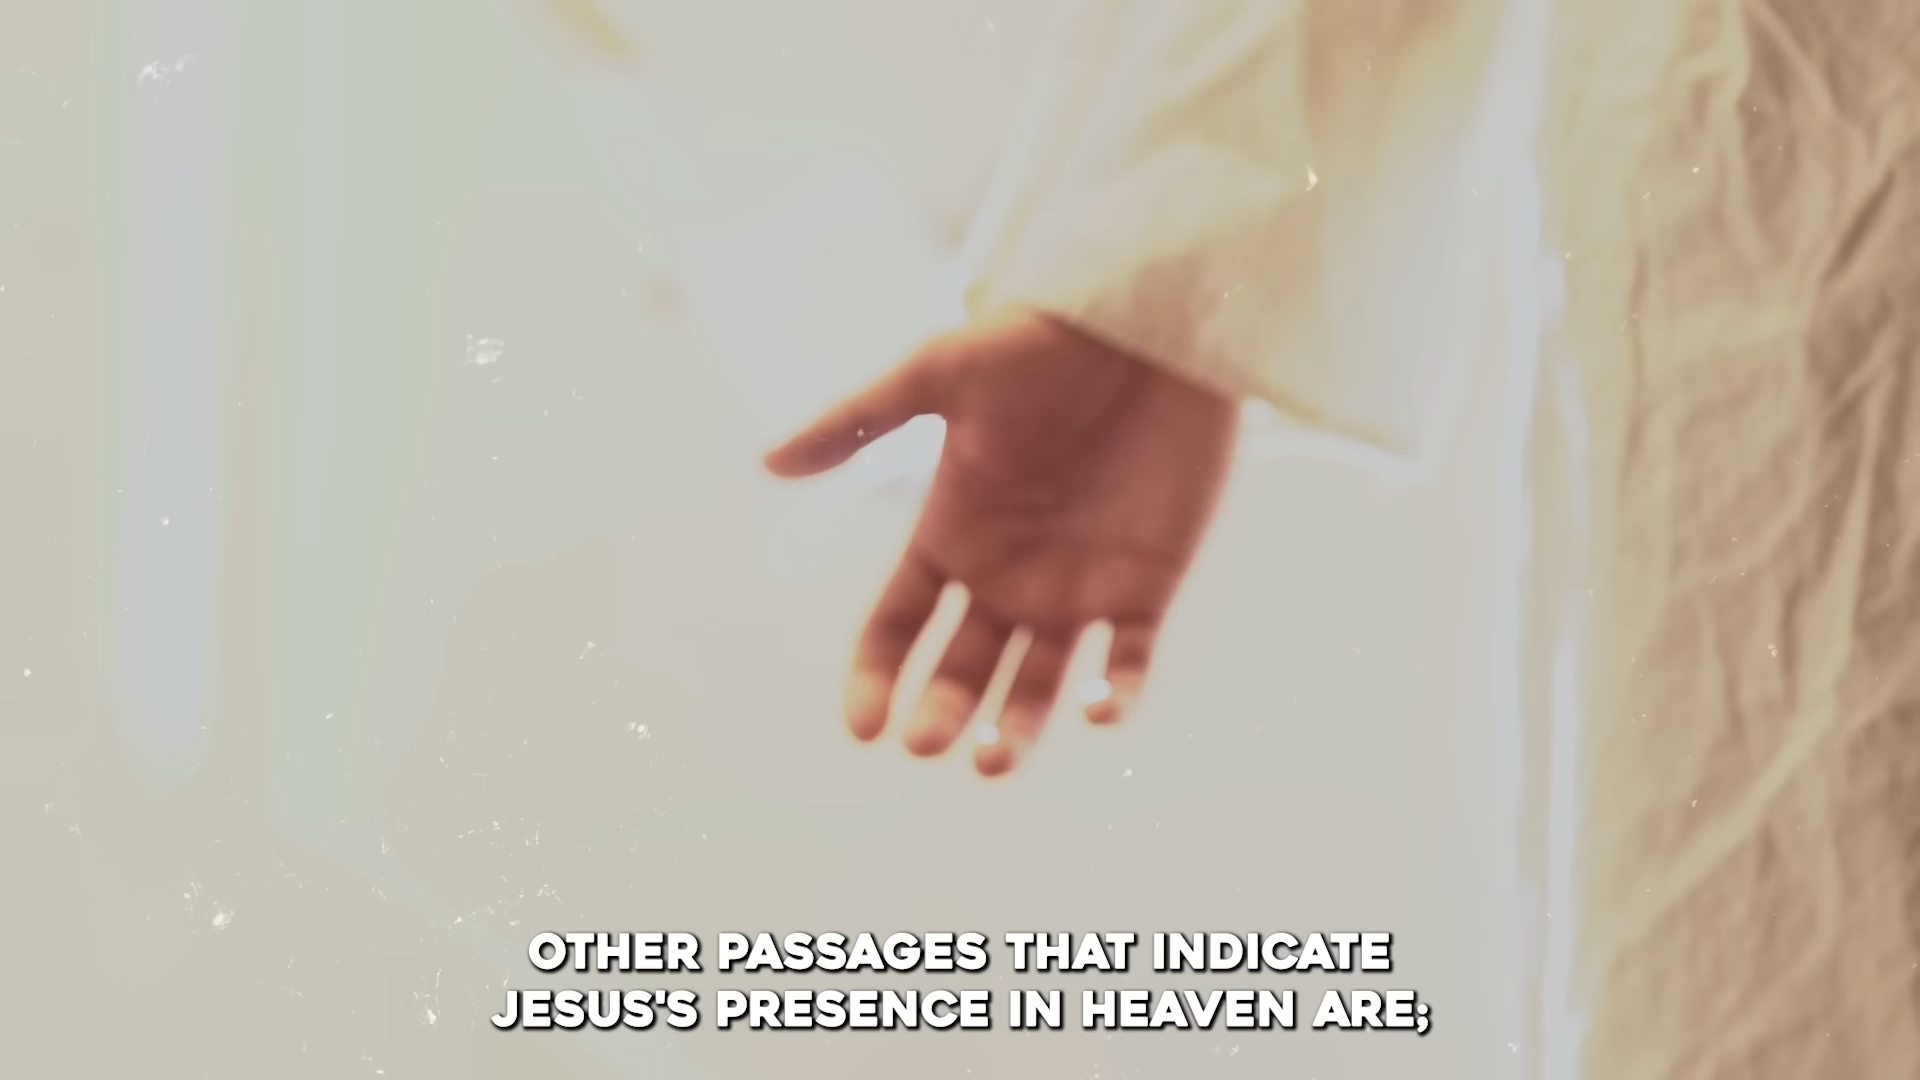 OTHER PASSAGES THAT INDICATE
JESUS'S PRESENCE IN HEAVEN ARE;